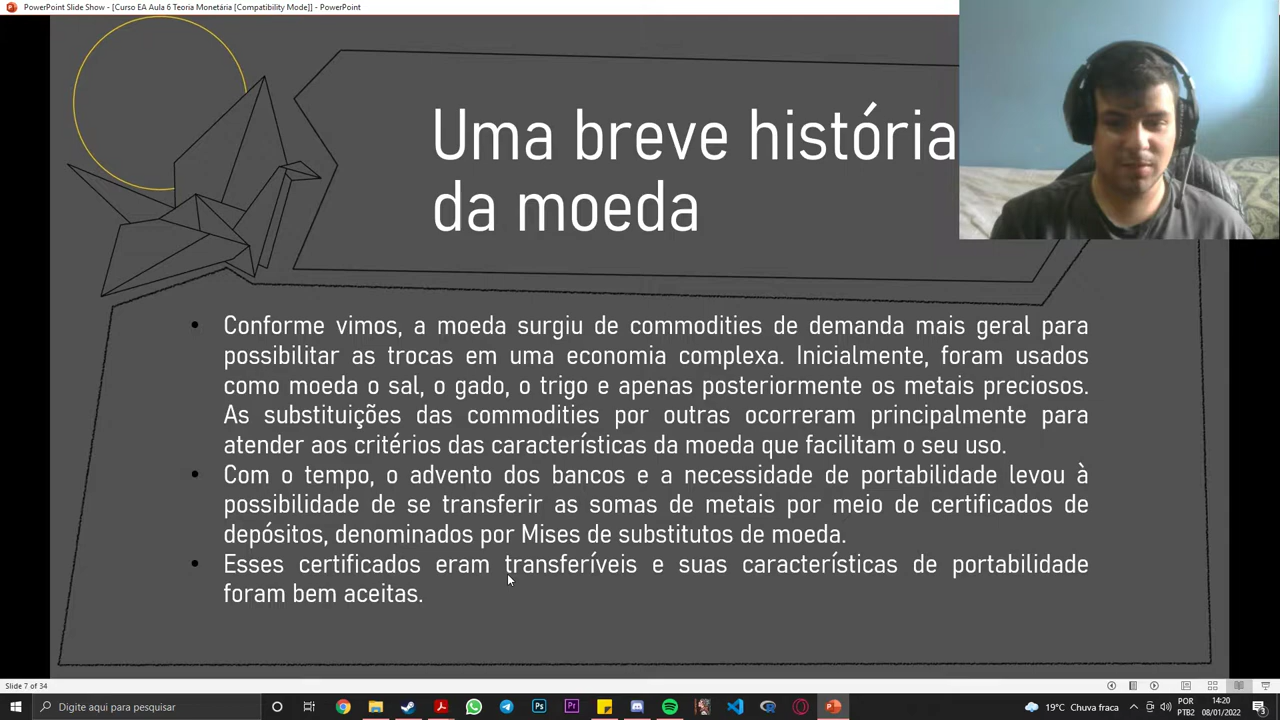 PowerPoint Slide Show - [Curso EA Aula 6 Teoria Monetária [Compatibility Mode]] - PowerPoint
Uma breve história
da moeda
• Conforme vimos, a moeda surgiu de commodities de demanda mais geral para
possibilitar as trocas em uma economia complexa. Inicialmente, foram usados
como moeda o sal, o gado, o trigo e apenas posteriormente os metais preciosos.
As substituições das commodities por outras ocorreram principalmente para
atender aos critérios das características da moeda que facilitam o seu uso.
• Com o tempo, o advento dos bancos e a necessidade de portabilidade levou à
possibilidade de se transferir as somas de metais por meio de certificados de
depósitos, denominados por Mises de substitutos de moeda.
• Esses certificados eram transferíveis e suas características de portabilidade
foram bem aceitas.
Slide 7 of 34
Digite aqui para pesquisar
Ps
Pr
R
19°C Chuva fraca
POR
PTB2
14:20
08/01/2022
3